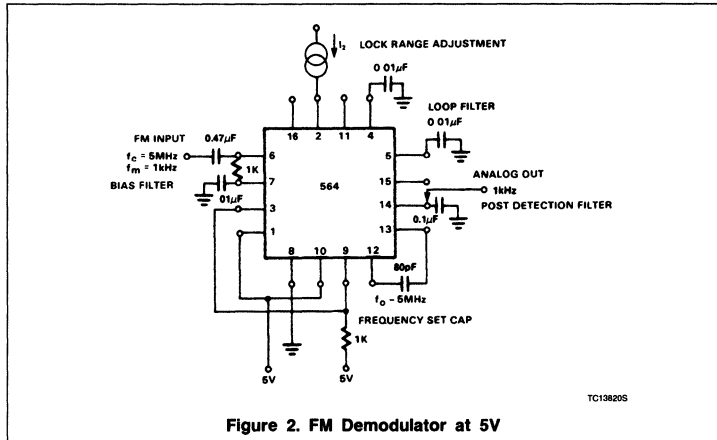 I₂ LOCK RANGE ADJUSTMENT
0 01μF
16 2 11 4
LOOP FILTER
0 01μF
FM INPUT 0.47μF
f_c = 5MHz
f_m = 1kHz
BIAS FILTER
01μF
1K
6
7
3
1
564
5
15
14
13
ANALOG OUT
1kHz
POST DETECTION FILTER
0.1μF
8 10 9 12
80pF
f_o – 5MHz
FREQUENCY SET CAP
1K
5V 5V
TC13820S
Figure 2. FM Demodulator at 5V